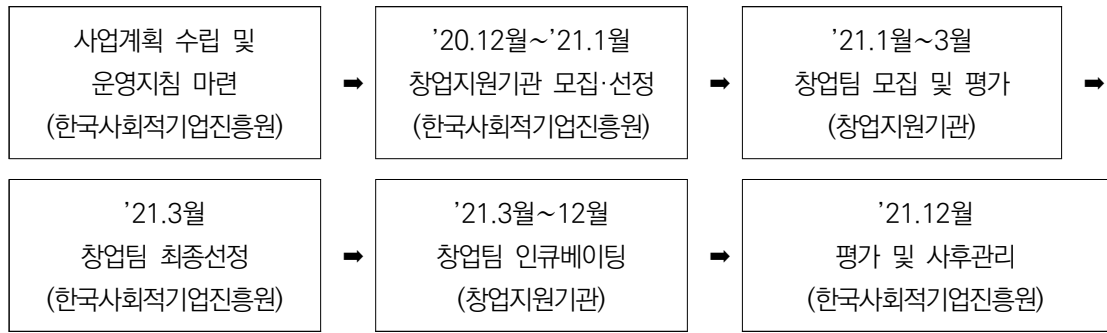 사업계획 수립 및
운영지침 마련
(한국사회적기업진흥원)
➡
’20.12월~’21.1월
창업지원기관 모집·선정
(한국사회적기업진흥원)
➡
’21.1월~3월
창업팀 모집 및 평가
(창업지원기관)
➡
’21.3월
창업팀 최종선정
(한국사회적기업진흥원)
➡
’21.3월~12월
창업팀 인큐베이팅
(창업지원기관)
➡
’21.12월
평가 및 사후관리
(한국사회적기업진흥원)